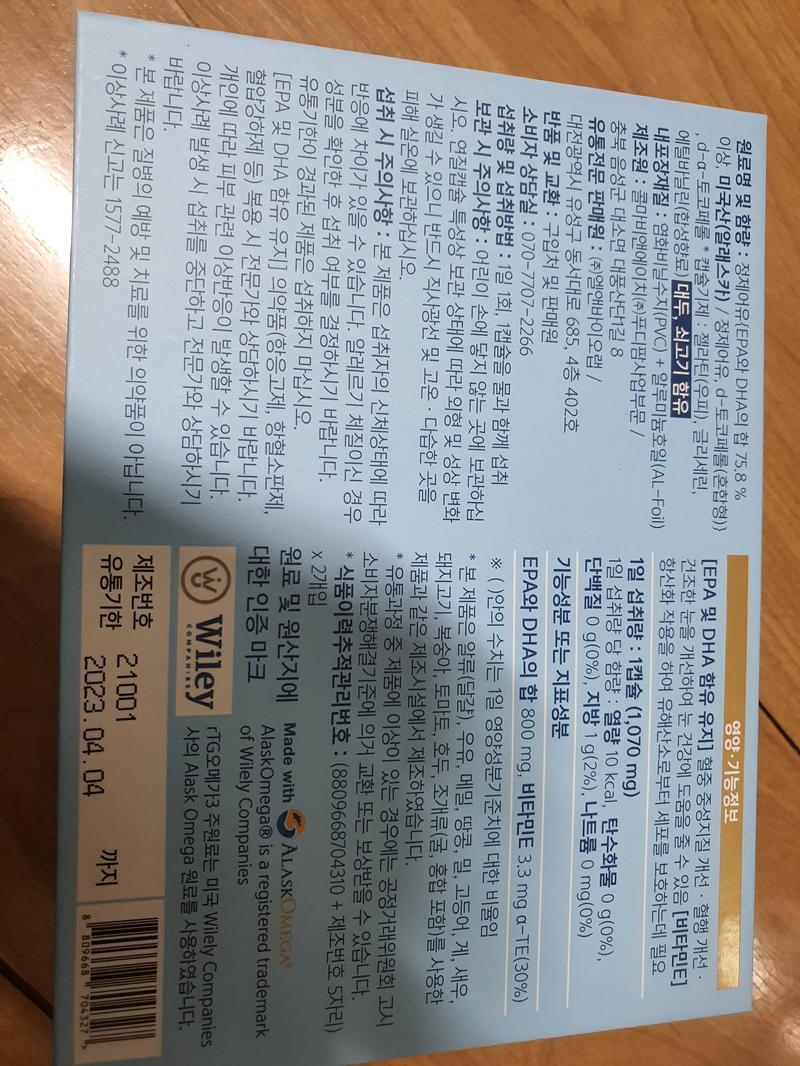 원료명 및 함량 : 정제어유{EPA와 DHA의 합 75.8 %
이상, 미국산(알래스카) / 정제어유, d-토코페롤(혼합형)}
, d-α-토코페롤 * 캡슐기제 : 젤라틴(우피), 글리세린,
에틸바닐린(합성향료) 대두, 쇠고기 함유
내포장재질 : 염화비닐수지(PVC) + 알루미늄호일(AL-Foil)
제조원 : 콜마비앤에이치㈜푸디팜사업부문 /
충북 음성군 대소면 대풍산단1길 8
유통전문 판매원 : ㈜엘앤바이오랩 /
대전광역시 유성구 동서대로 685, 4층 402호
반품 및 교환 : 구입처 및 판매원
소비자 상담실 : 070-7707-2266
섭취량 및 섭취방법 : 1일 1회, 1캡슐을 물과 함께 섭취
보관 시 주의사항 : 어린이 손에 닿지 않는 곳에 보관하십
시오. 연질캡슐 특성상 보관 상태에 따라 외형 및 성상 변화
가 생길 수 있으니 반드시 직사광선 및 고온 · 다습한 곳을
피해 실온에 보관하십시오.
섭취 시 주의사항 : 본 제품은 섭취자의 신체상태에 따라
반응에 차이가 있을 수 있습니다. 알레르기 체질이신 경우
성분을 확인한 후 섭취 여부를 결정하시기 바랍니다.
유통기한이 경과된 제품은 섭취하지 마십시오.
[EPA 및 DHA 함유 유지] 의약품(항응고제, 항혈소판제,
혈압강하제 등) 복용 시 전문가와 상담하시기 바랍니다.
개인에 따라 피부 관련 이상반응이 발생할 수 있습니다.
이상사례 발생 시 섭취를 중단하고 전문가와 상담하시기
바랍니다.
* 본 제품은 질병의 예방 및 치료를 위한 의약품이 아닙니다.
* 이상사례 신고는 1577-2488
영양·기능정보
[EPA 및 DHA 함유 유지] 혈중 중성지질 개선 · 혈행 개선 ·
건조한 눈을 개선하여 눈 건강에 도움을 줄 수 있음 [비타민E]
항산화 작용을 하여 유해산소로부터 세포를 보호하는데 필요
1일 섭취량 : 1캡슐 (1,070 mg)
1일 섭취량 당 함량 : 열량 10 kcal, 탄수화물 0 g(0%),
단백질 0 g(0%), 지방 1 g(2%), 나트륨 0 mg(0%)
기능성분 또는 지표성분
EPA와 DHA의 합 800 mg, 비타민E 3.3 mg α-TE(30%)
※ ( )안의 수치는 1일 영양성분기준치에 대한 비율임
* 본 제품은 알류(달걀), 우유, 메밀, 땅콩, 밀, 고등어, 게, 새우,
돼지고기, 복숭아, 토마트, 호두, 조개류(굴, 홍합 포함)를 사용한
제품과 같은 제조시설에서 제조하였습니다.
* 유통과정 중 제품에 이상이 있는 경우에는 공정거래위원회 고시
소비자분쟁해결기준에 의거 교환 또는 보상받을 수 있습니다.
* 식품이력추적관리번호 : (8809668704310 + 제조번호 5자리)
x 2개입
원료 및 원산지에
대한 인증 마크
Made with ALASKOMEGA®
AlaskOmega® is a registered trademark
of Wilely Companies
Wiley
COMPANIES
rTG오메가3 주원료는 미국 Wilely Companies
사의 Alask Omega 원료를 사용하였습니다.
제조번호 21001
유통기한 2023.04.04 까지
8 809668 704327